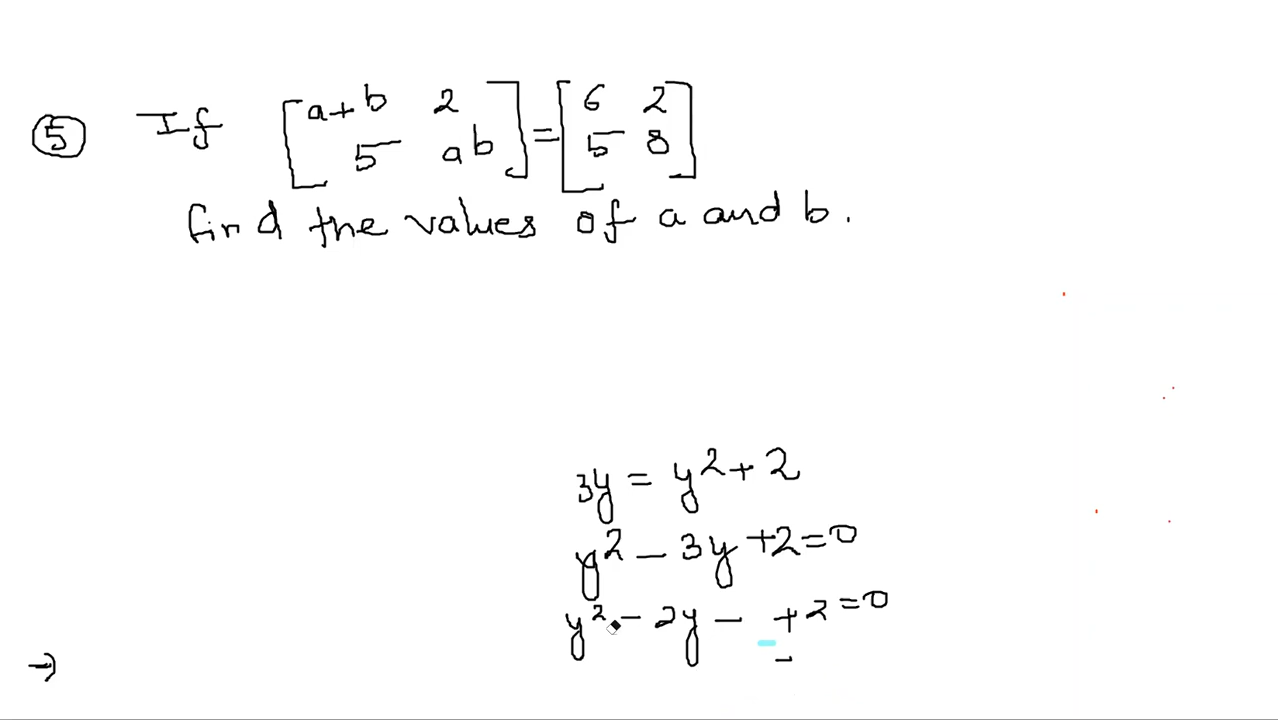 ⑤ If [a+b 2
5 ab] = [6 2
5 8]
find the values of a and b.
3y = y² + 2
y² - 3y + 2 = 0
y² - 2y - + 2 = 0
→